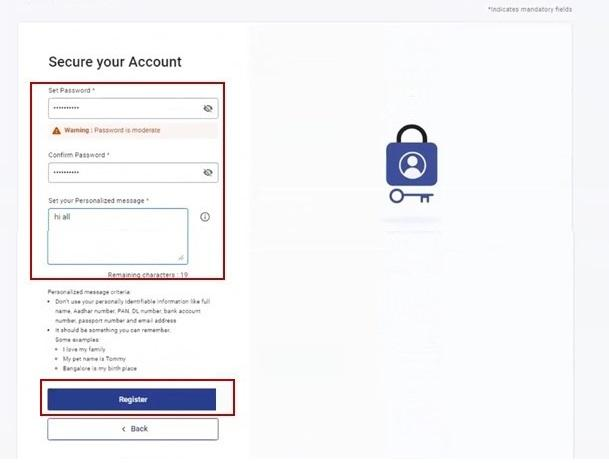 *Indicates mandatory fields
Secure your Account
Set Password *
••••••••••
Warning : Password is moderate
Confirm Password *
••••••••••
Set your Personalized message *
hi all
Remaining characters : 19
Personalized message criteria:
• Don't use your personally identifiable information like full
name, Aadhar number, PAN, DL number, bank account
number, passport number and email address
• It should be something you can remember.
Some examples:
• I love my family
• My pet name is Tommy
• Bangalore is my birth place
Register
< Back